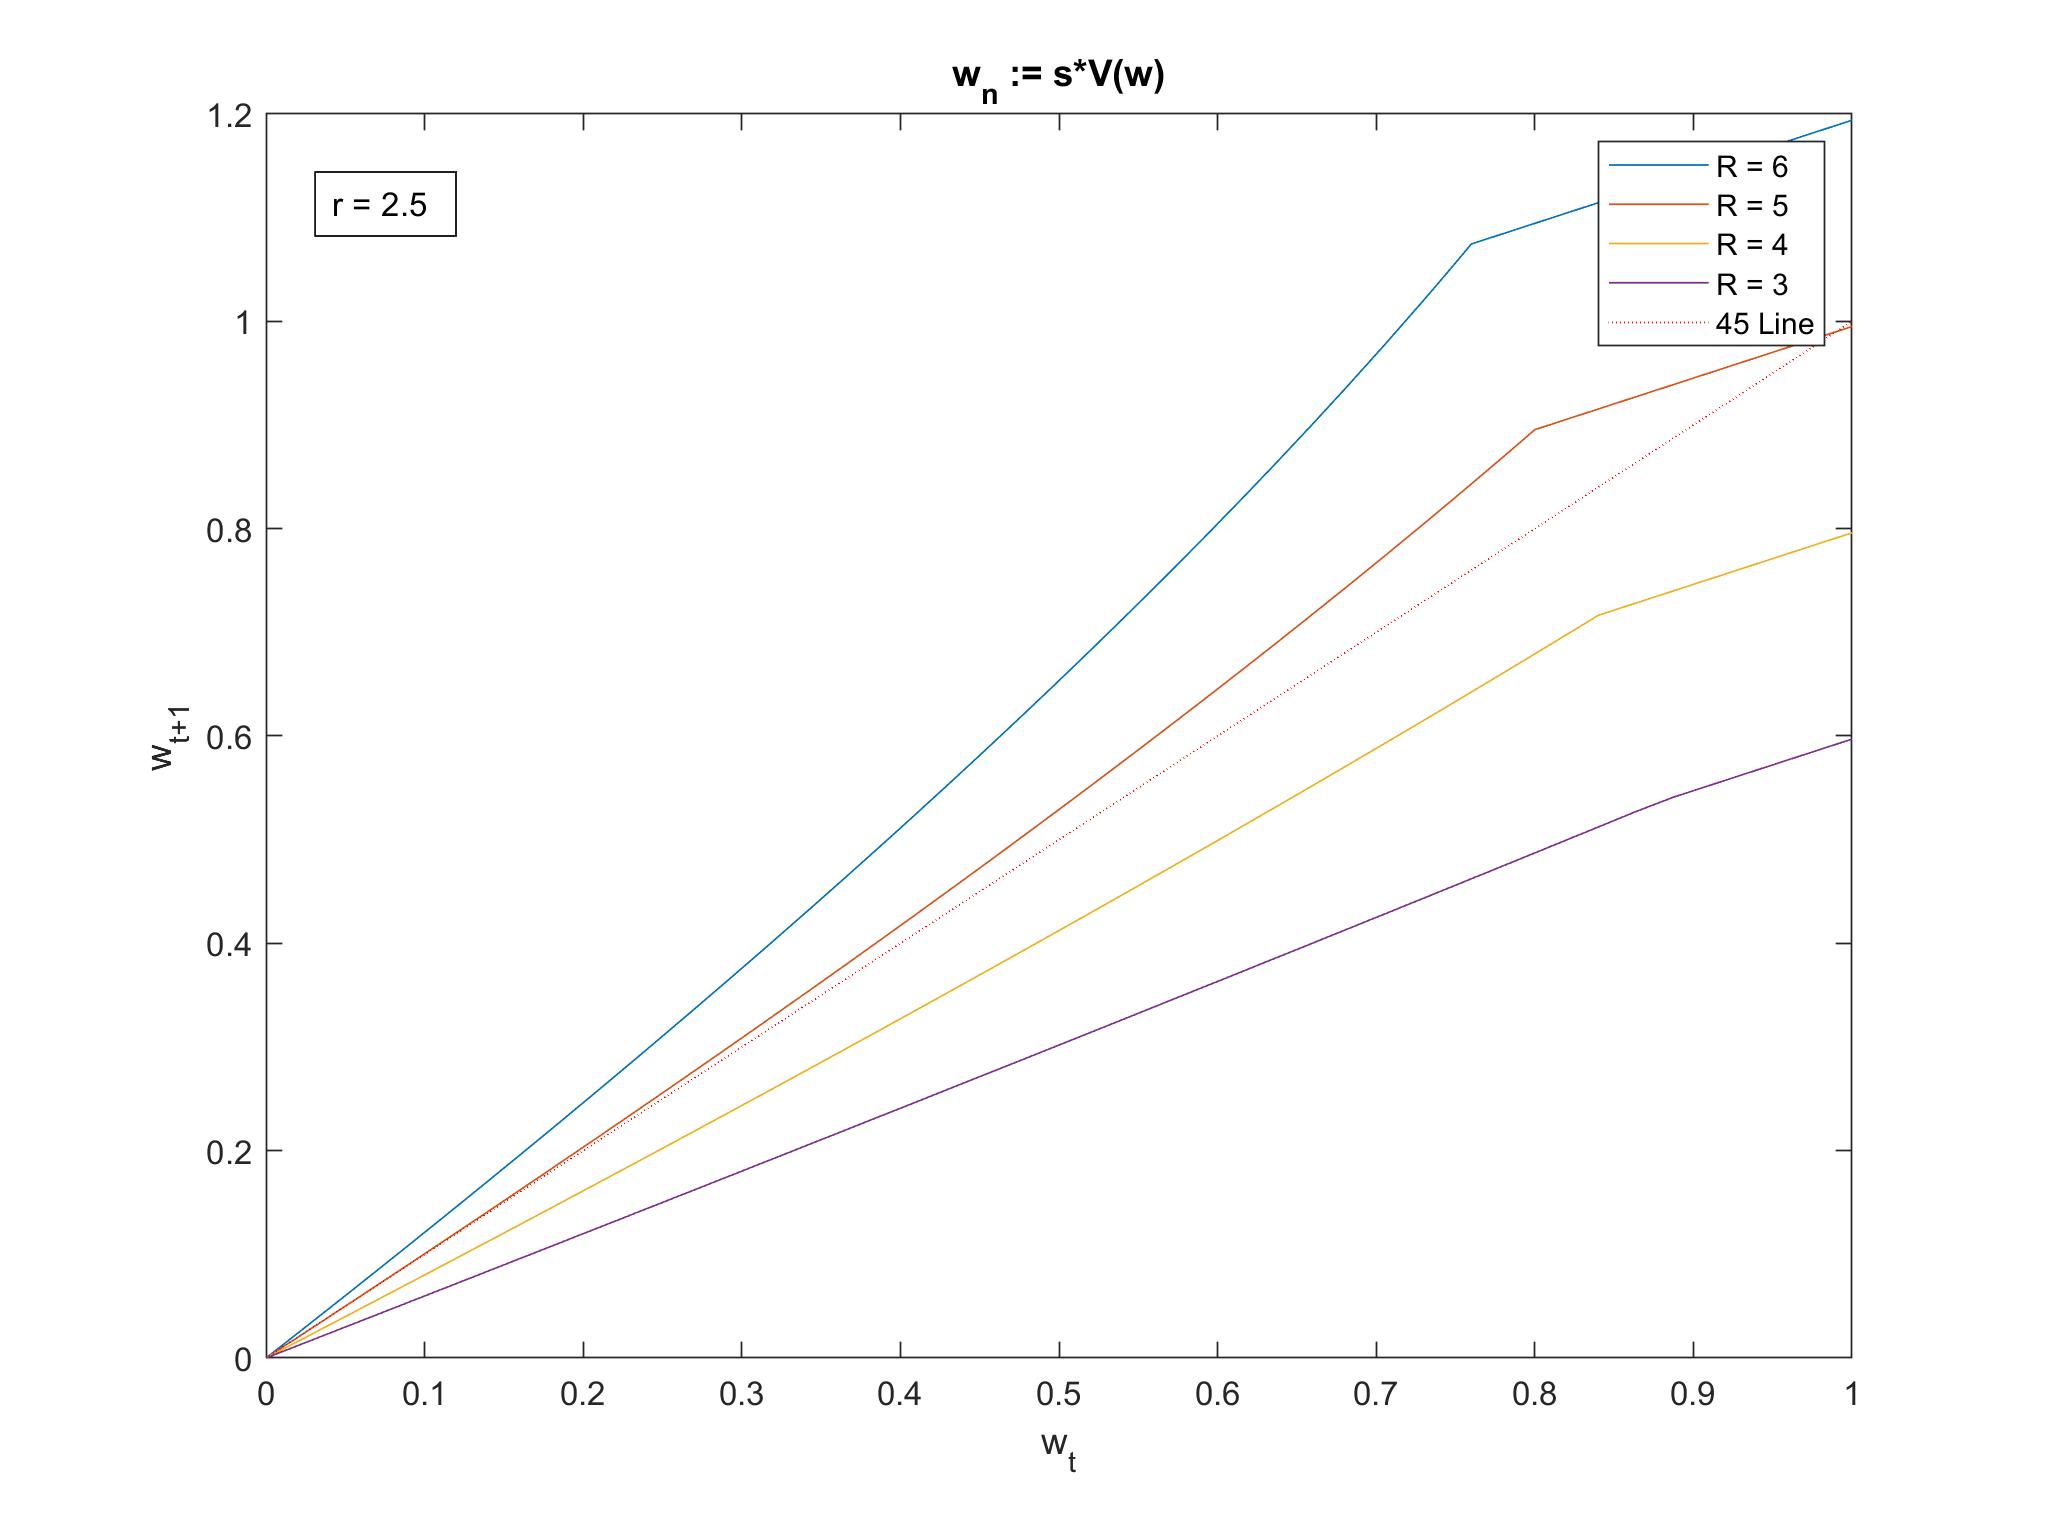 w_n := s*V(w)
1.2
1
0.8
0.6
0.4
0.2
0
r = 2.5
R = 6
R = 5
R = 4
R = 3
45 Line
w_t+1
0 0.1 0.2 0.3 0.4 0.5 0.6 0.7 0.8 0.9 1
w_t